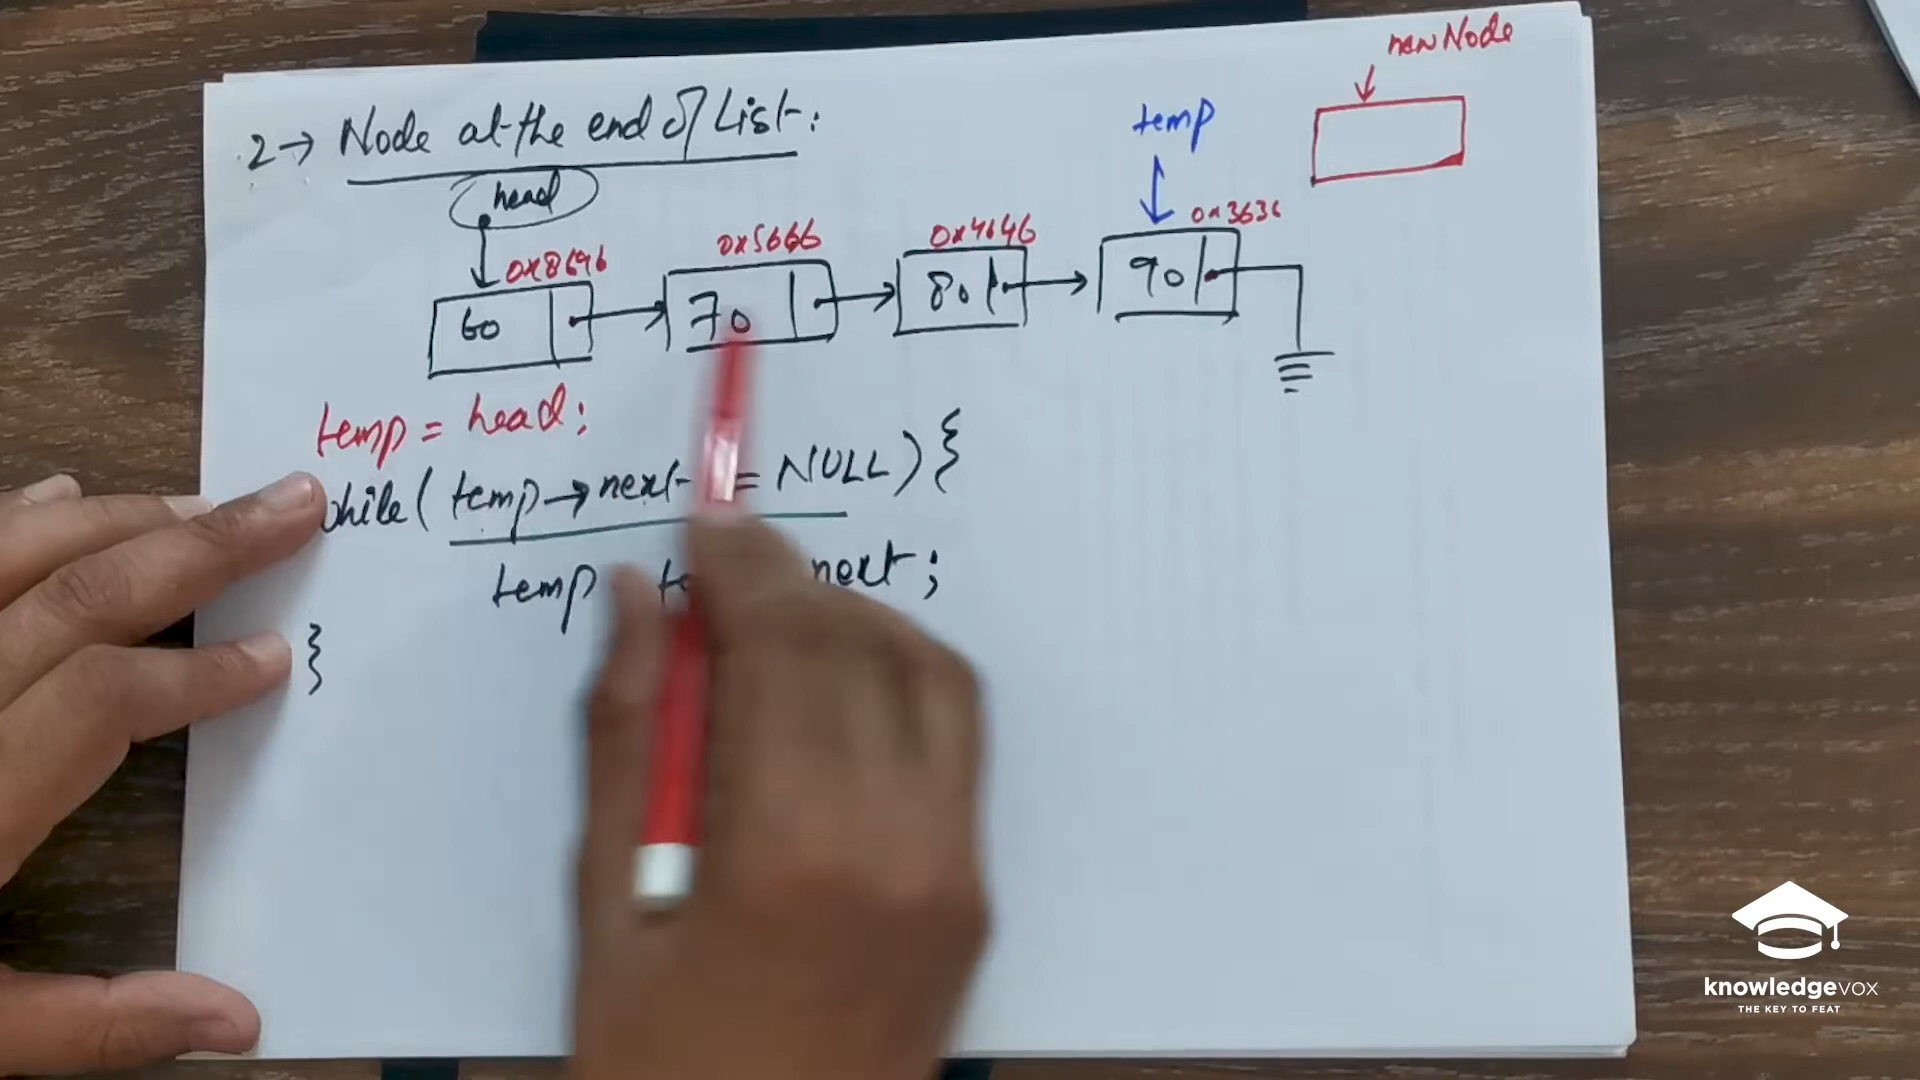 newNode
2→ Node at the end of List:
temp
head
0x8646 0x5666 0x4646 0x3636
60 70 80 90
temp = head;
while( temp→next = NULL) {
temp next;
}
knowledgevox
THE KEY TO FEAT